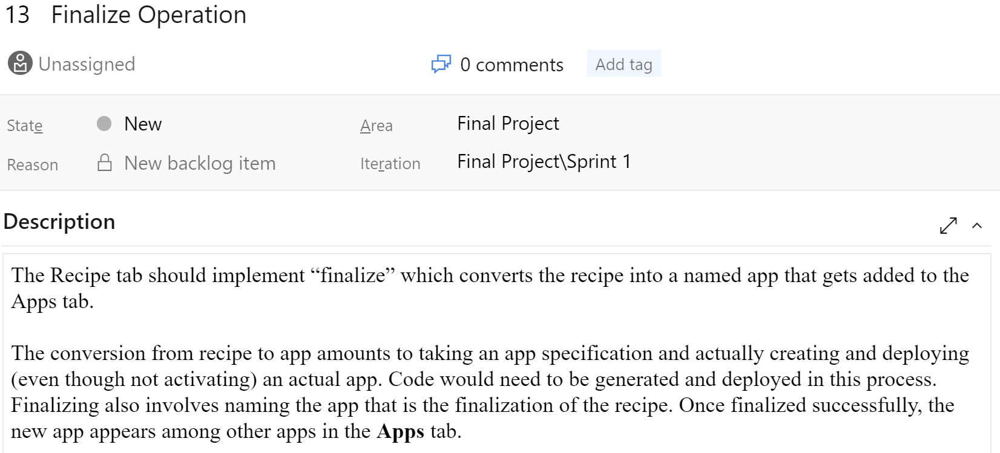 13 Finalize Operation
Unassigned
0 comments
Add tag
State
New
Area
Final Project
Reason
New backlog item
Iteration
Final Project\Sprint 1
Description
The Recipe tab should implement “finalize” which converts the recipe into a named app that gets added to the
Apps tab.
The conversion from recipe to app amounts to taking an app specification and actually creating and deploying
(even though not activating) an actual app. Code would need to be generated and deployed in this process.
Finalizing also involves naming the app that is the finalization of the recipe. Once finalized successfully, the
new app appears among other apps in the Apps tab.